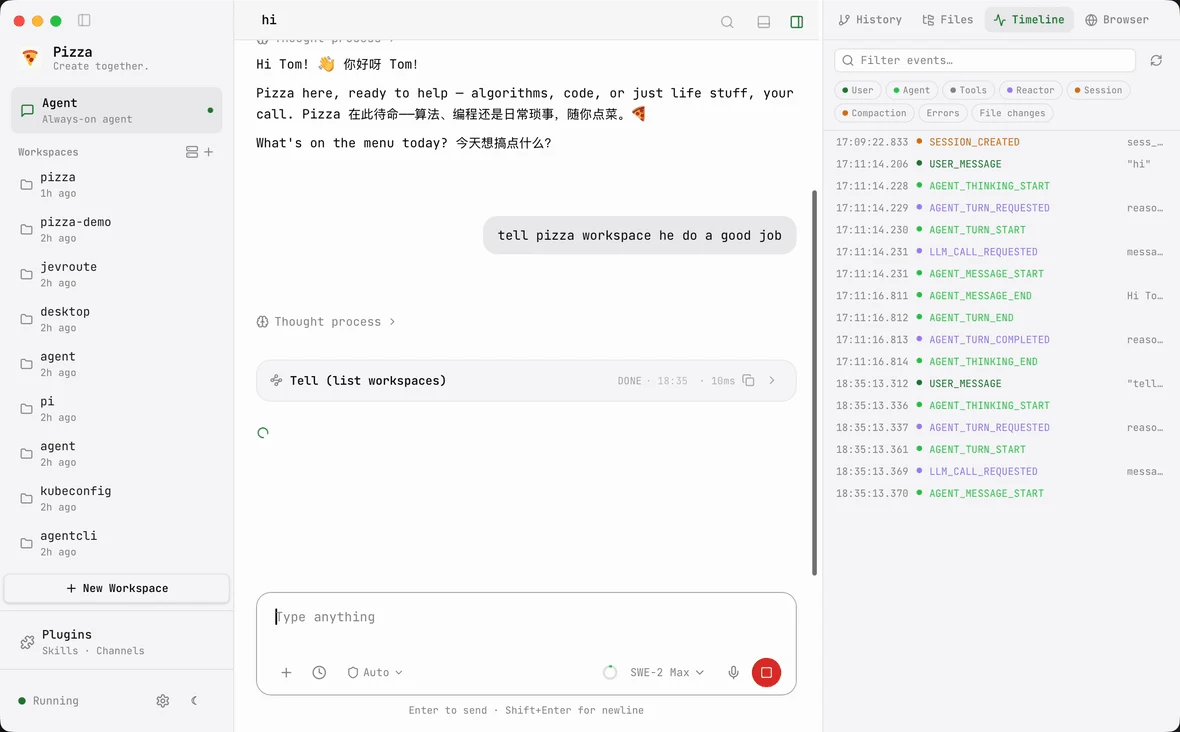 hi
History
Files
Timeline
Browser
Pizza
Create together.
Agent
Always-on agent
Workspaces
pizza
1h ago
pizza-demo
2h ago
jevroute
2h ago
desktop
2h ago
agent
2h ago
pi
2h ago
agent
2h ago
kubeconfig
2h ago
agentcli
2h ago
+ New Workspace
Plugins
Skills · Channels
Running
Thought process
Hi Tom! 👋 你好呀 Tom!
Pizza here, ready to help — algorithms, code, or just life stuff, your
call. Pizza 在此待命——算法、编程还是日常琐事，随你点菜。🍕
What's on the menu today? 今天想搞点什么?
tell pizza workspace he do a good job
Thought process
Tell (list workspaces) DONE · 18:35 · 10ms
Type anything
Auto
SWE-2 Max
Enter to send · Shift+Enter for newline
Filter events…
User
Agent
Tools
Reactor
Session
Compaction
Errors
File changes
17:09:22.833 SESSION_CREATED sess_…
17:11:14.206 USER_MESSAGE "hi"
17:11:14.228 AGENT_THINKING_START
17:11:14.229 AGENT_TURN_REQUESTED reaso…
17:11:14.230 AGENT_TURN_START
17:11:14.231 LLM_CALL_REQUESTED messa…
17:11:14.231 AGENT_MESSAGE_START
17:11:16.811 AGENT_MESSAGE_END Hi To…
17:11:16.812 AGENT_TURN_END
17:11:16.813 AGENT_TURN_COMPLETED reaso…
17:11:16.814 AGENT_THINKING_END
18:35:13.312 USER_MESSAGE "tell…
18:35:13.336 AGENT_THINKING_START
18:35:13.337 AGENT_TURN_REQUESTED reaso…
18:35:13.361 AGENT_TURN_START
18:35:13.369 LLM_CALL_REQUESTED messa…
18:35:13.370 AGENT_MESSAGE_START